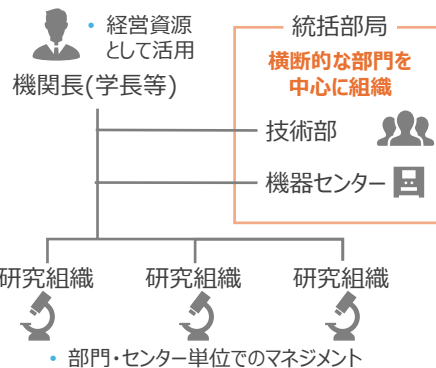 ・ 経営資源
として活用
機関長(学長等)
統括部局
横断的な部門を
中心に組織
技術部
機器センター
研究組織 研究組織 研究組織
・ 部門・センター単位でのマネジメント